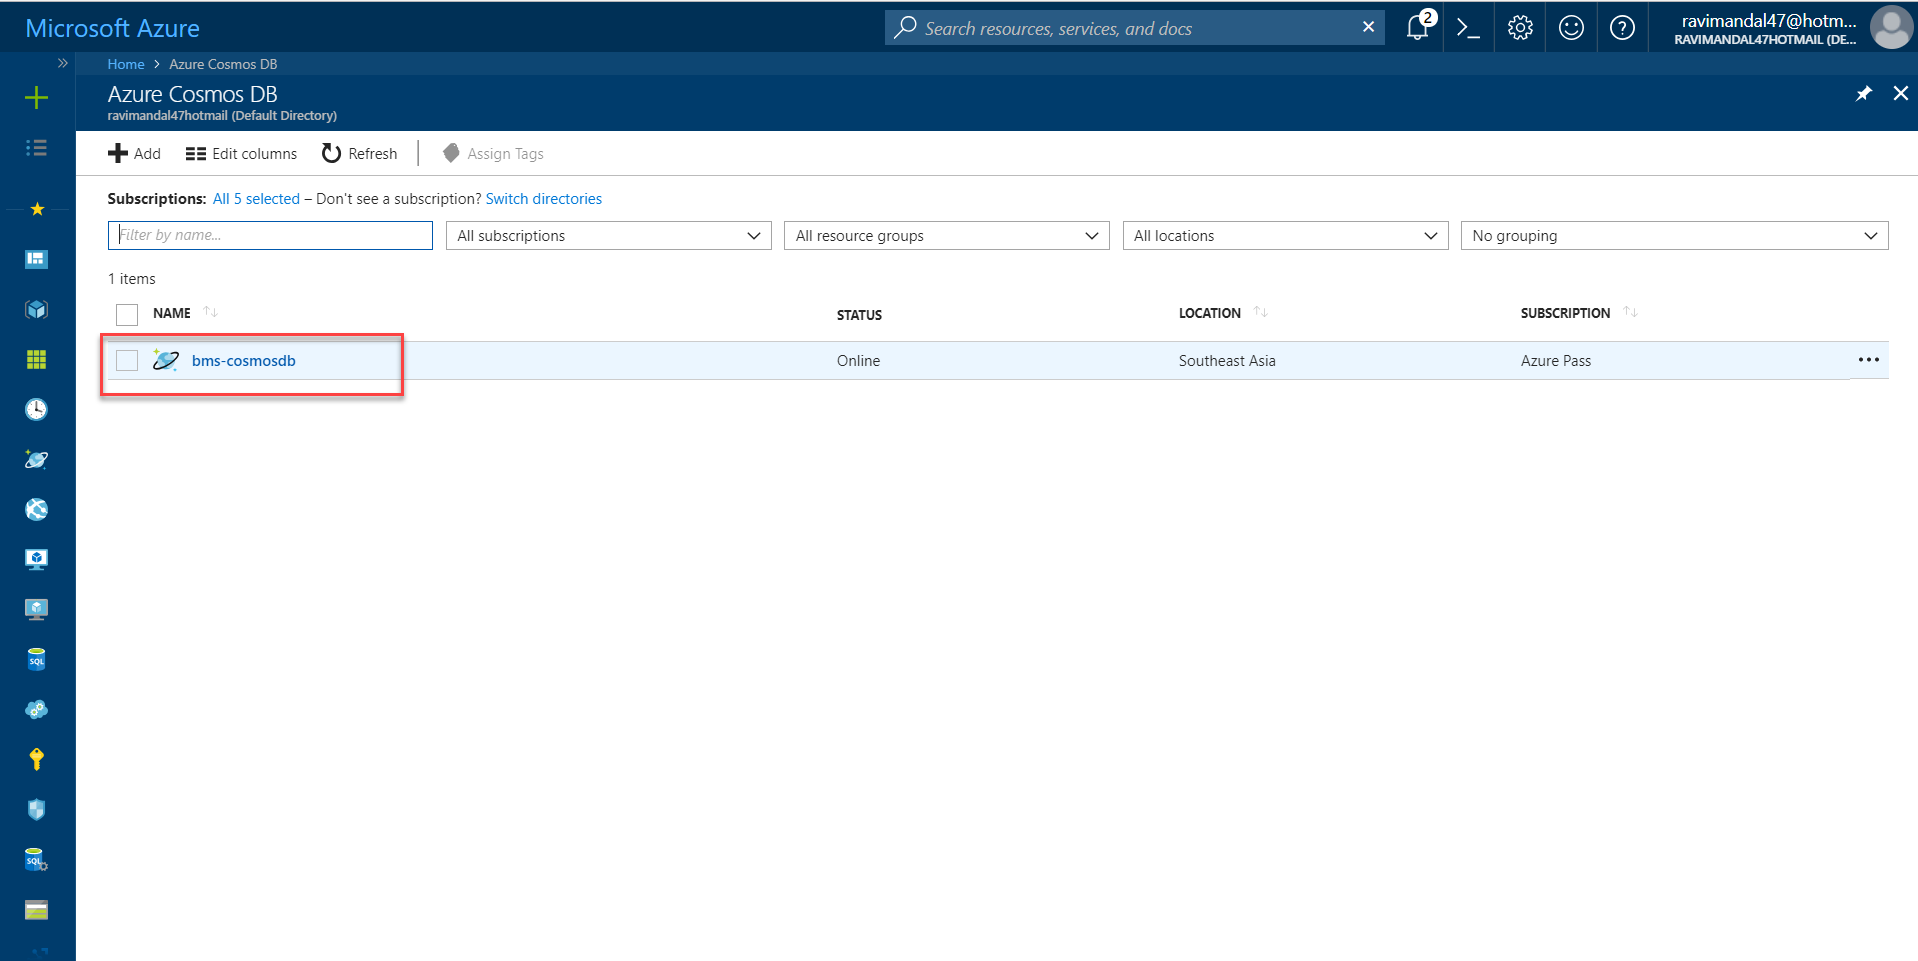 Microsoft Azure
Search resources, services, and docs
2
ravimandal47@hotm...
RAVIMANDAL47HOTMAIL (DE...
Home > Azure Cosmos DB
Azure Cosmos DB
ravimandal47hotmail (Default Directory)
Add Edit columns Refresh Assign Tags
Subscriptions: All 5 selected – Don't see a subscription? Switch directories
Filter by name... All subscriptions All resource groups All locations No grouping
1 items
NAME STATUS LOCATION SUBSCRIPTION
bms-cosmosdb Online Southeast Asia Azure Pass
SQL
SQL